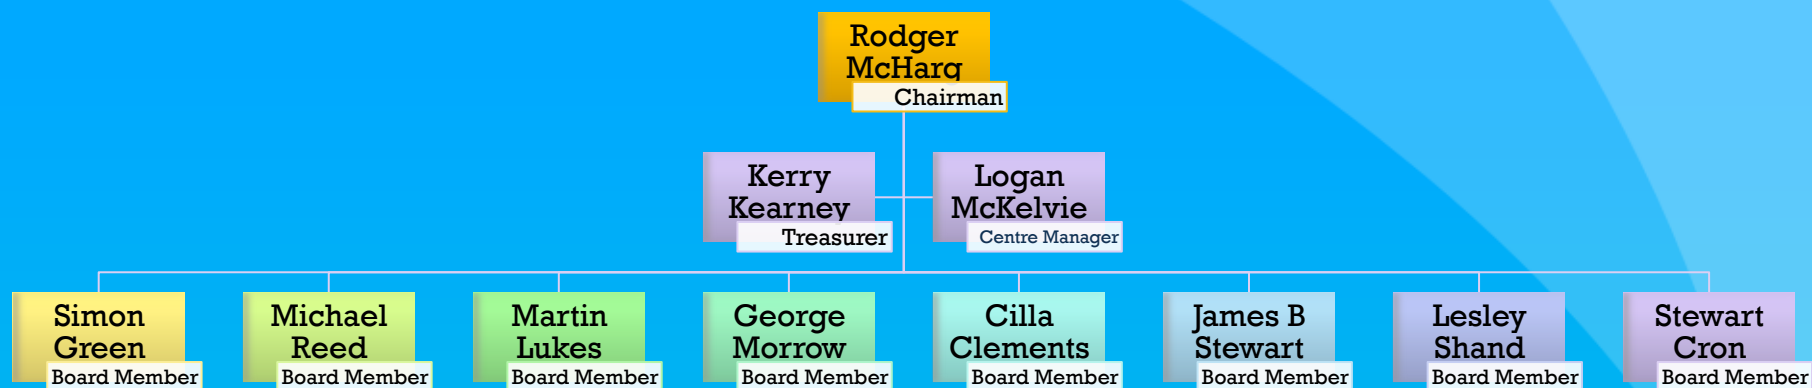 Rodger
McHarg
Chairman
Kerry
Kearney
Treasurer
Logan
McKelvie
Centre Manager
Simon
Green
Board Member
Michael
Reed
Board Member
Martin
Lukes
Board Member
George
Morrow
Board Member
Cilla
Clements
Board Member
James B
Stewart
Board Member
Lesley
Shand
Board Member
Stewart
Cron
Board Member